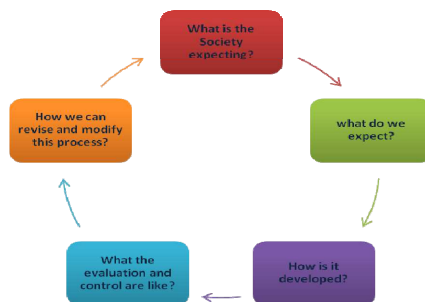 What is the
Society
expecting?
what do we
expect?
How is it
developed?
What the
evaluation and
control are like?
How we can
revise and modify
this process?